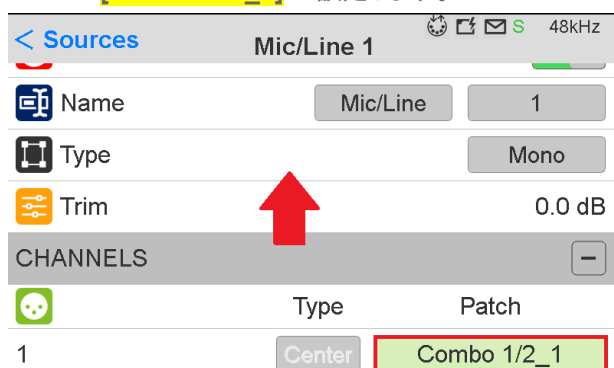 < Sources
Mic/Line 1
S
48kHz
Name
Mic/Line
1
Type
Mono
Trim
0.0 dB
CHANNELS
Type
Patch
1
Center
Combo 1/2_1